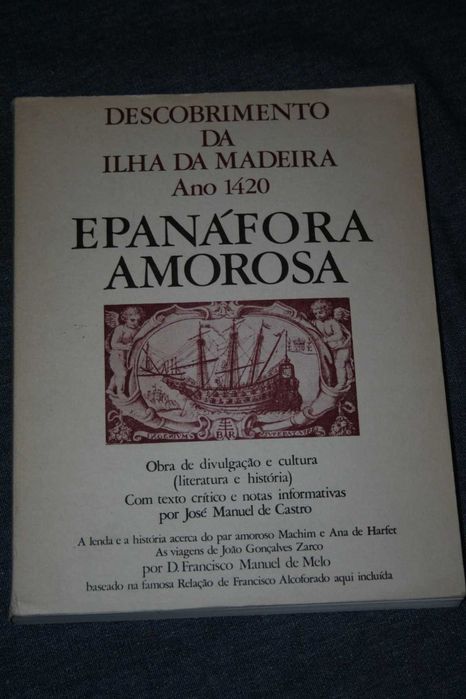 DESCOBRIMENTO
DA
ILHA DA MADEIRA
Ano 1420
EPANÁFORA
AMOROSA
Obra de divulgação e cultura
(literatura e história)
Com texto crítico e notas informativas
por José Manuel de Castro
A lenda e a história acerca do par amoroso Machim e Ana de Harfet
As viagens de João Gonçalves Zarco
por D. Francisco Manuel de Melo
baseado na famosa Relação de Francisco Alcoforado aqui incluída